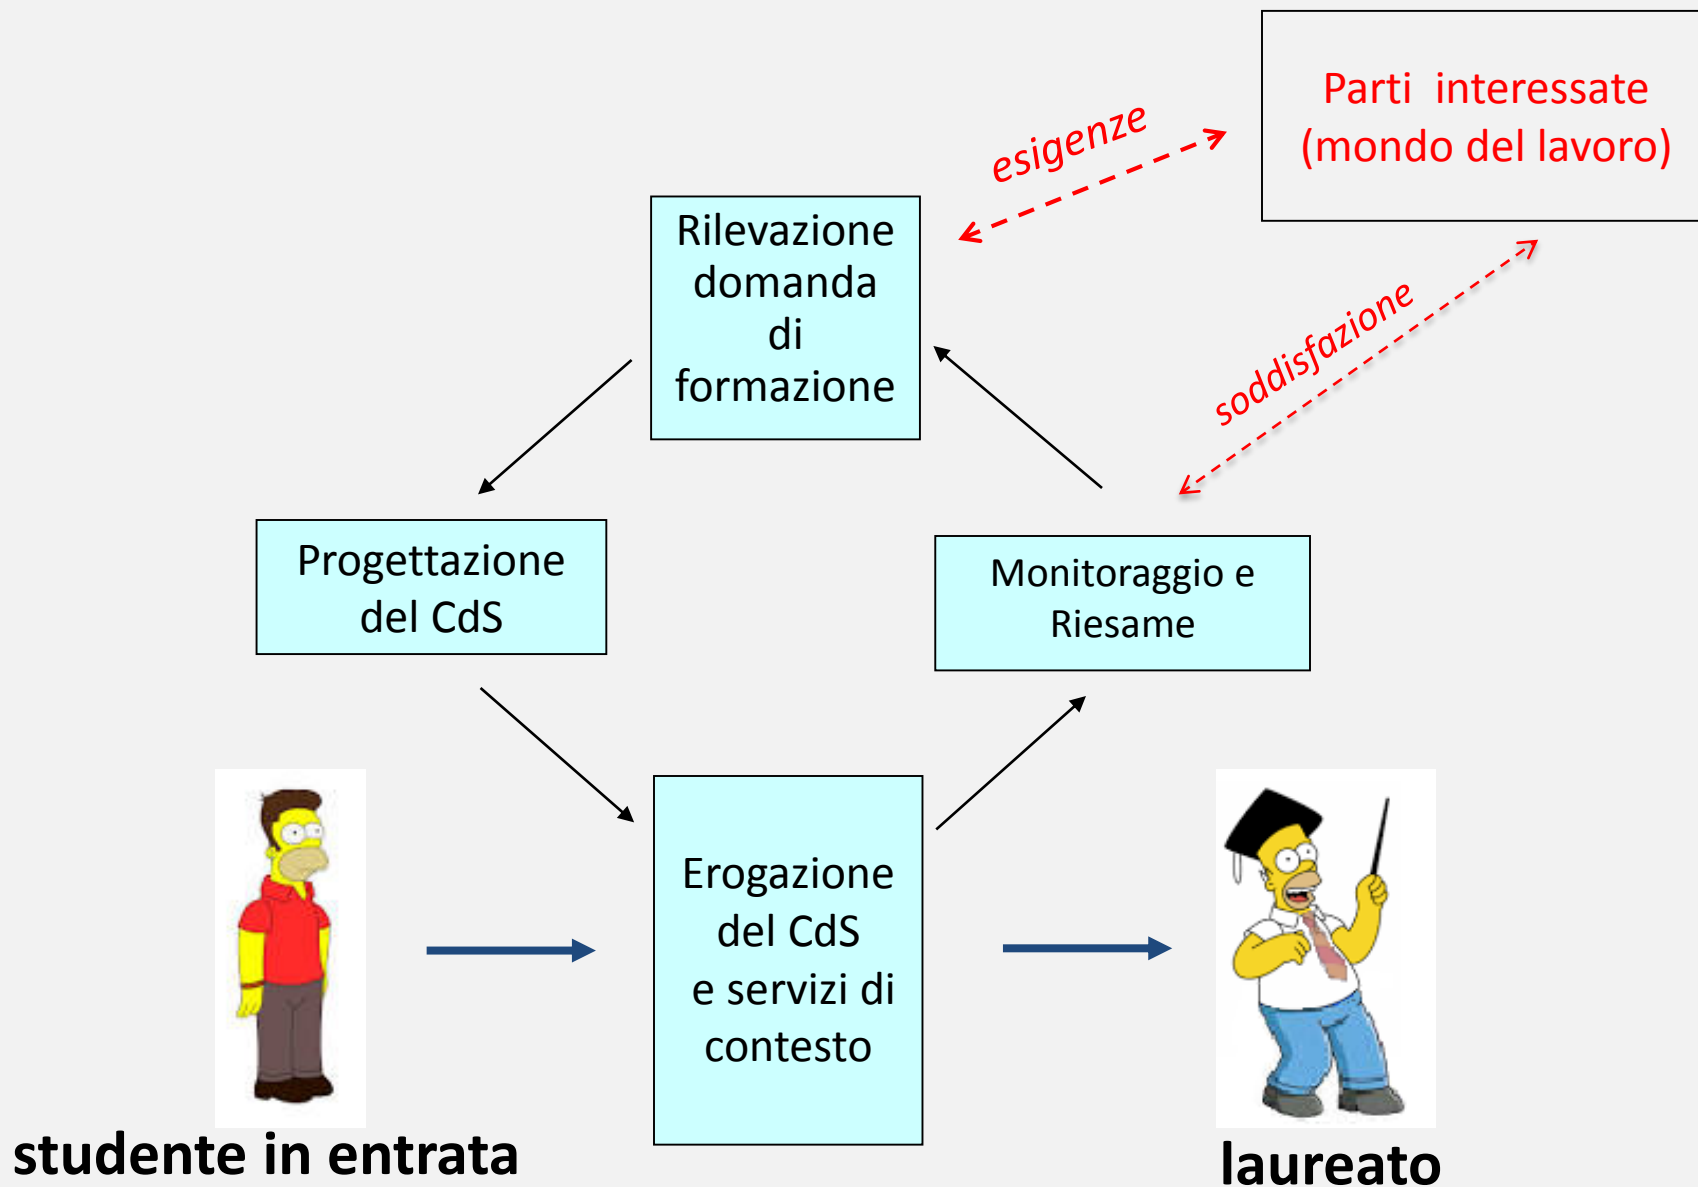 Parti interessate
(mondo del lavoro)
esigenze
Rilevazione
domanda
di
formazione
soddisfazione
Progettazione
del CdS
Monitoraggio e
Riesame
Erogazione
del CdS
e servizi di
contesto
studente in entrata
laureato